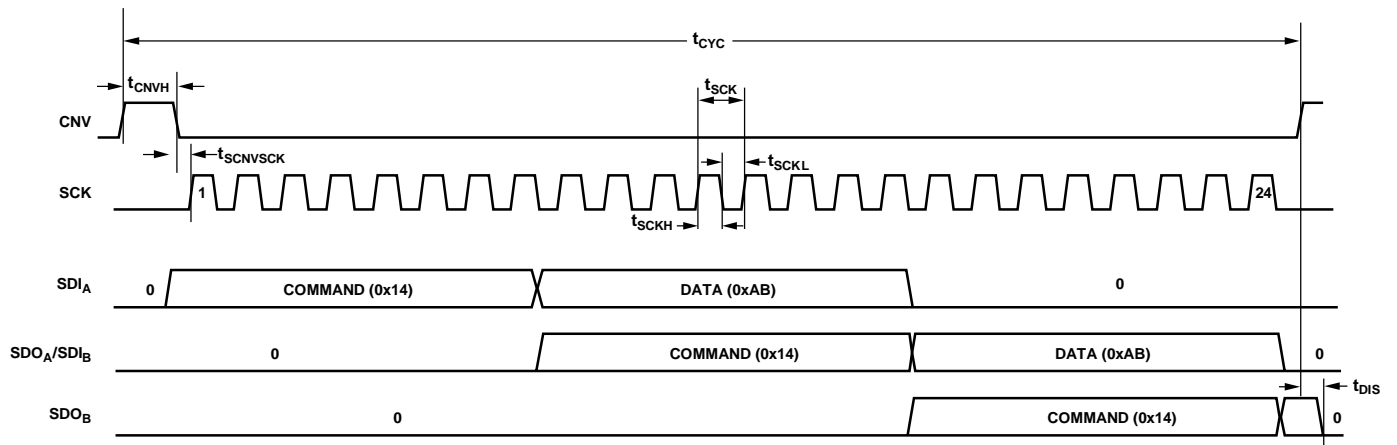 tCYC
tCNVH
tSCK
CNV
tSCNVSCK
tSCKL
SCK
1
24
tSCKH
SDIA
0
COMMAND (0x14)
DATA (0xAB)
0
SDOA/SDIB
0
COMMAND (0x14)
DATA (0xAB)
0
tDIS
SDOB
0
COMMAND (0x14)
0